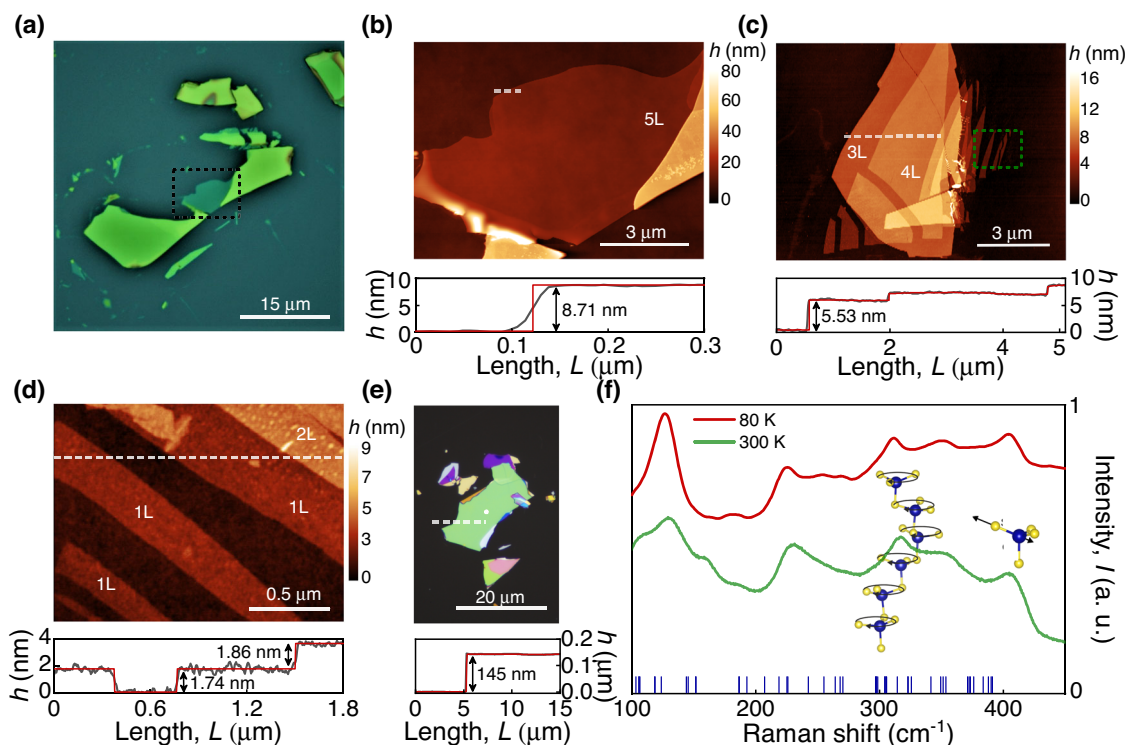 (a)
15 μm
(b)
h (nm)
80
60
40
20
0
5L
3 μm
h (nm)
10
5
0
8.71 nm
0 0.1 0.2 0.3
Length, L (μm)
(c)
h (nm)
16
12
8
4
0
3L
4L
3 μm
10
5
0
h (nm)
5.53 nm
0 2 4 5
Length, L (μm)
(d)
h (nm)
9
7
5
3
0
2L
1L
1L
1L
0.5 μm
h (nm)
4
2
0
1.86 nm
1.74 nm
0 0.6 1.2 1.8
Length, L (μm)
(e)
20 μm
0.2
0.1
0.0
h (μm)
145 nm
0 5 10 15
Length, L (μm)
(f)
80 K
300 K
1
0
Intensity, I (a. u.)
100 200 300 400
Raman shift (cm⁻¹)